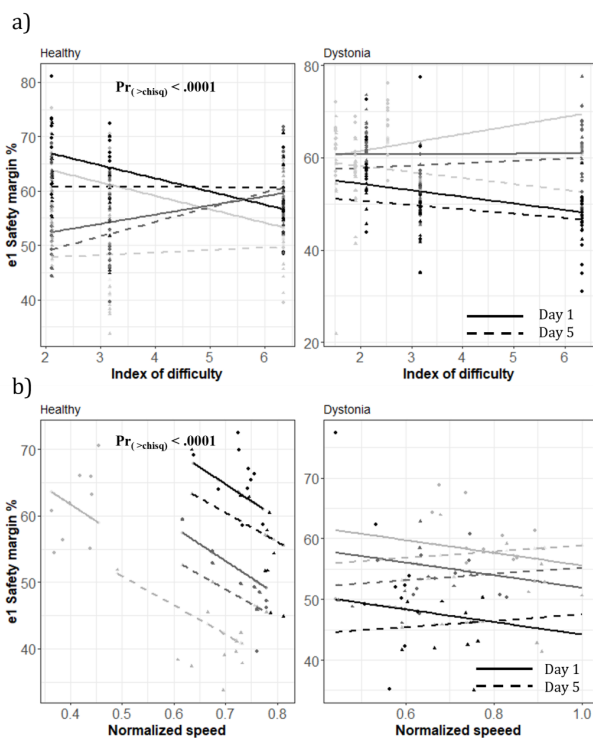 a)
Healthy
Dystonia
Pr(>chisq) < .0001
e1 Safety margin %
80
70
60
50
40
80
60
40
20
Day 1
Day 5
2 3 4 5 6
2 3 4 5 6
Index of difficulty
Index of difficulty
b)
Healthy
Dystonia
Pr(>chisq) < .0001
e1 Safety margin %
70
60
50
40
70
60
50
40
Day 1
Day 5
0.4 0.5 0.6 0.7 0.8
0.6 0.8 1.0
Normalized speed
Normalized speeed